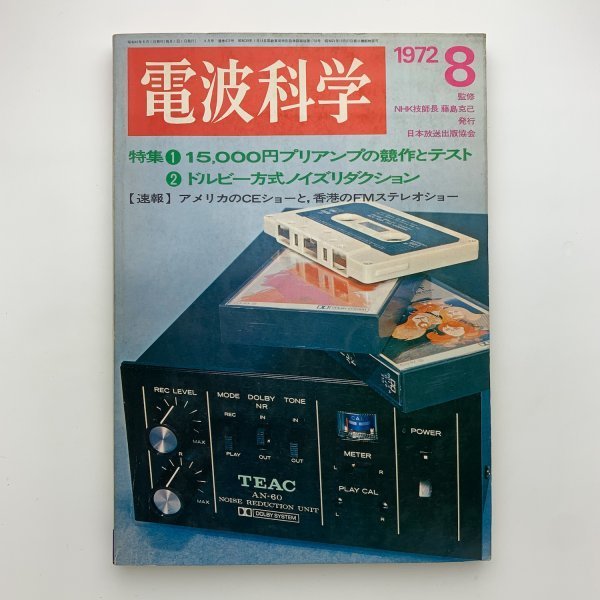 1972 8
電波科学
監修
NHK技師長 藤島克己
発行
日本放送出版協会
特集❶15,000円プリアンプの競作とテスト
❷ドルビー方式ノイズリダクション
【速報】アメリカのCEショーと,香港のFMステレオショー
REC LEVEL
MODE DOLBY NR TONE
REC IN IN
PLAY OUT OUT
MAX
R
MAX
METER
L R
PLAY CAL
L R
POWER
TEAC
AN-60
NOISE REDUCTION UNIT
DOLBY SYSTEM